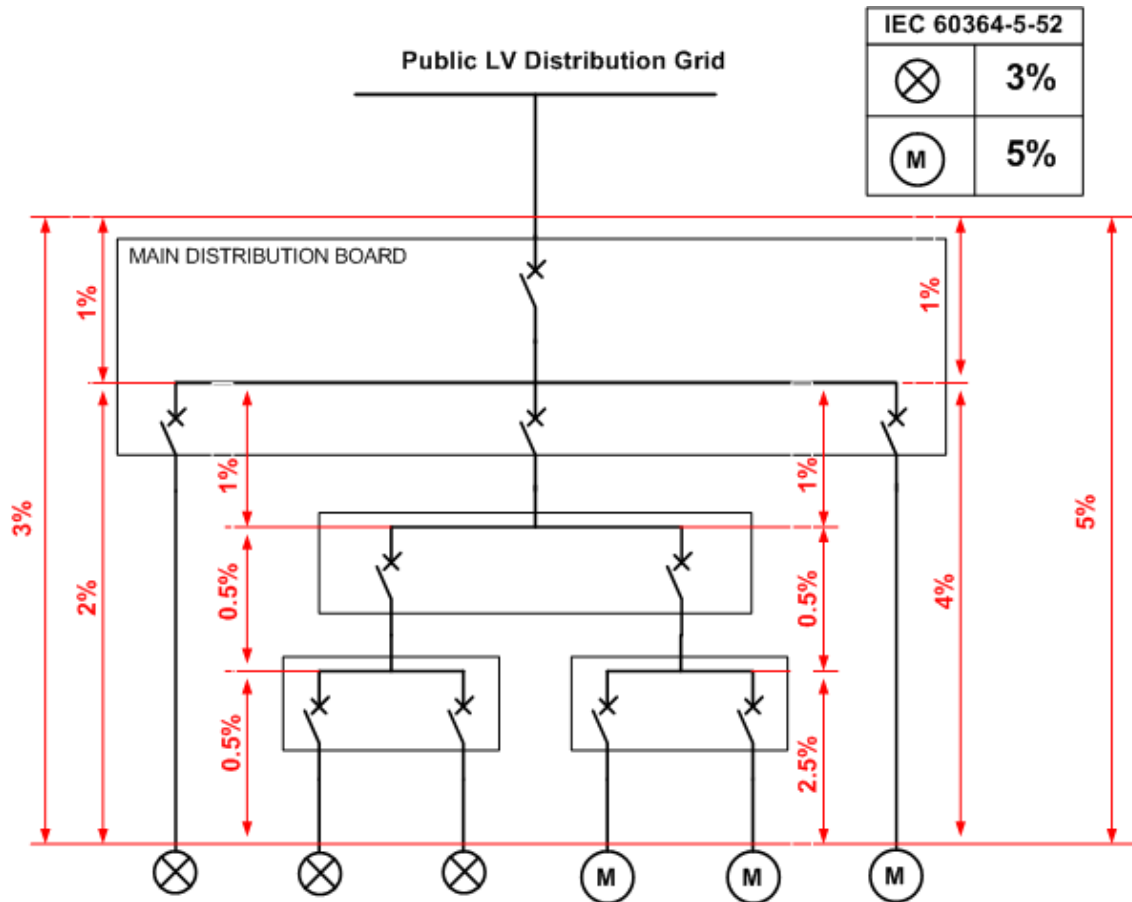 IEC 60364-5-52
Public LV Distribution Grid
3%
M
5%
MAIN DISTRIBUTION BOARD
1%
1%
1%
1%
3%
2%
0.5%
0.5%
4%
5%
0.5%
2.5%
M
M
M